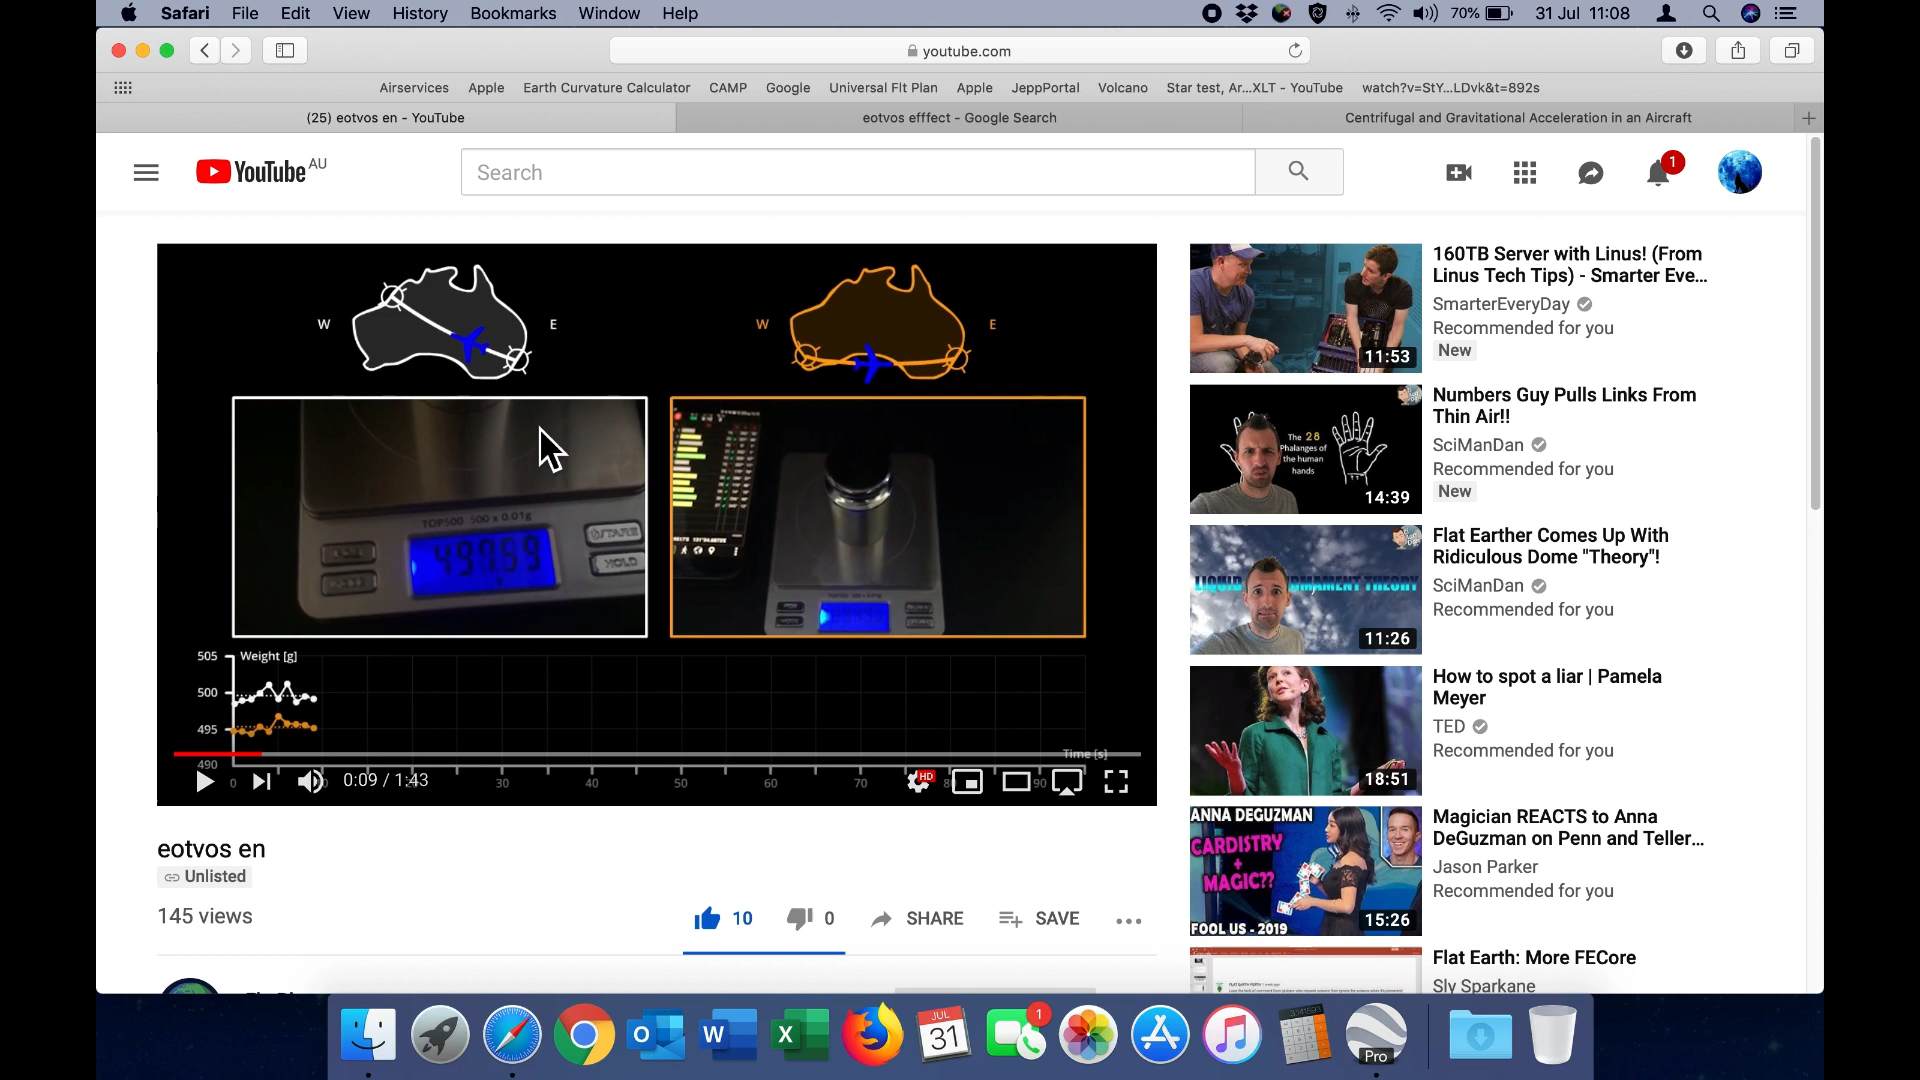 Safari File Edit View History Bookmarks Window Help 70% 31 Jul 11:08
youtube.com
Airservices Apple Earth Curvature Calculator CAMP Google Universal Flt Plan Apple JeppPortal Volcano Star test, Ar...XLT - YouTube watch?v=StY...LDvk&t=892s
(25) eotvos en - YouTube eotvos efffect - Google Search Centrifugal and Gravitational Acceleration in an Aircraft
YouTube AU Search 1
W E W E
TOP500 500 x 0.01g
TARE
HOLD
505 Weight [g]
500
495
490
Time [s]
0 30 40 50 60 70 90
0:09 / 1:43
HD
eotvos en
Unlisted
145 views
10 0 SHARE SAVE
11:53
160TB Server with Linus! (From
Linus Tech Tips) - Smarter Eve...
SmarterEveryDay
Recommended for you
New
The 28
Phalanges of
the human
hands
14:39
Numbers Guy Pulls Links From
Thin Air!!
SciManDan
Recommended for you
New
11:26
Flat Earther Comes Up With
Ridiculous Dome "Theory"!
SciManDan
Recommended for you
18:51
How to spot a liar | Pamela
Meyer
TED
Recommended for you
ANNA DEGUZMAN
CARDISTRY
+
MAGIC??
FOOL US - 2019
15:26
Magician REACTS to Anna
DeGuzman on Penn and Teller...
Jason Parker
Recommended for you
Flat Earth: More FECore
Sly Sparkane
JUL
31
1
Pro